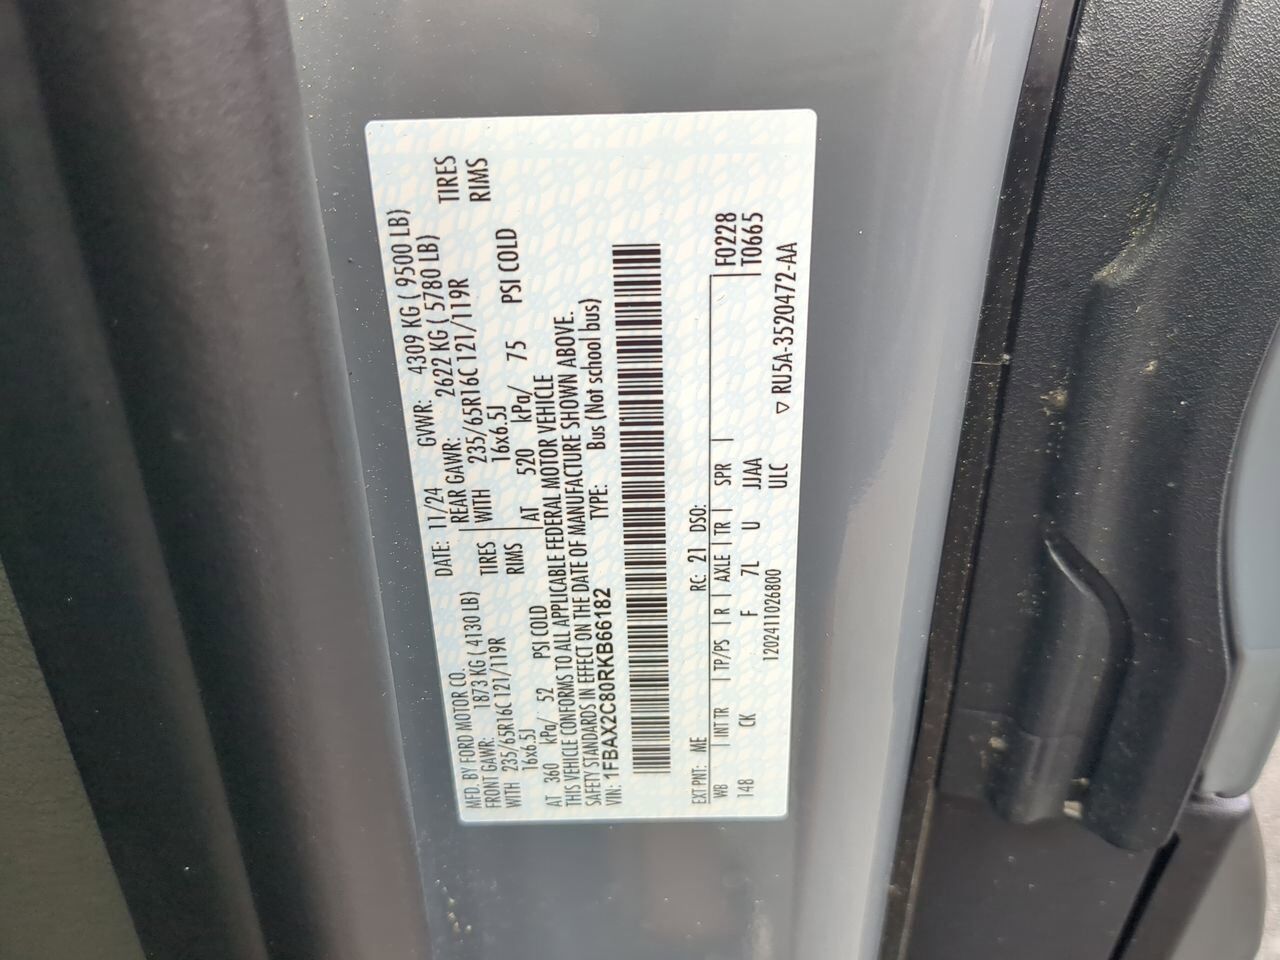 MFD. BY FORD MOTOR CO.
DATE: 11/24 GVWR: 4309 KG ( 9500 LB)
FRONT GAWR: 1873 KG ( 4130 LB)
REAR GAWR: 2622 KG ( 5780 LB)
WITH 235/65R16C 121/119R TIRES
WITH 235/65R16C 121/119R TIRES
16x6.5J RIMS
16x6.5J RIMS
AT 360 kPa/ 52 PSI COLD
AT 520 kPa/ 75 PSI COLD
THIS VEHICLE CONFORMS TO ALL APPLICABLE FEDERAL MOTOR VEHICLE
SAFETY STANDARDS IN EFFECT ON THE DATE OF MANUFACTURE SHOWN ABOVE.
VIN: 1FBAX2C80RKB66182 TYPE: Bus (Not school bus)
EXT PNT: ME RC: 21 DSO:
WB INT TR TP/PS R AXLE TR SPR F0228
148 CK F 7L U JJAA T0665
1202411026800 ULC
▽ RU5A-3520472-AA